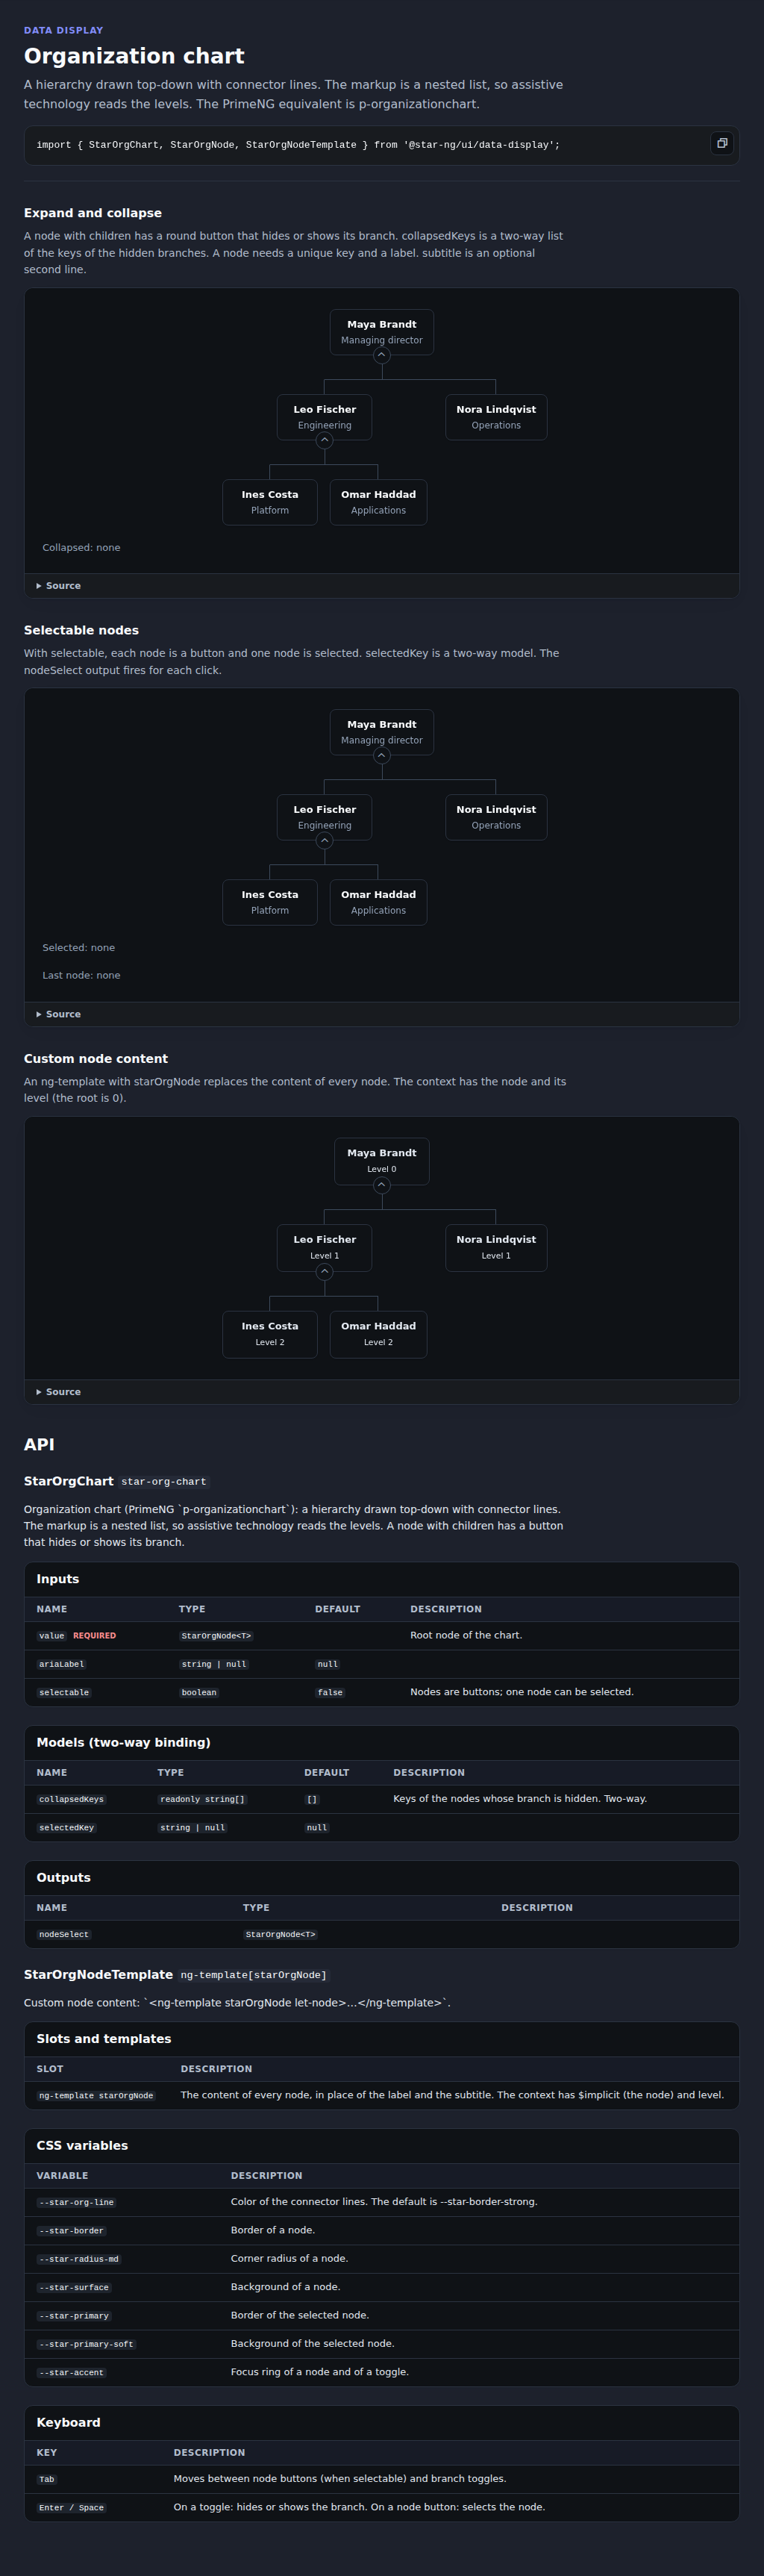 DATA DISPLAY
Organization chart
A hierarchy drawn top-down with connector lines. The markup is a nested list, so assistive
technology reads the levels. The PrimeNG equivalent is p-organizationchart.
import { StarOrgChart, StarOrgNode, StarOrgNodeTemplate } from '@star-ng/ui/data-display';
Expand and collapse
A node with children has a round button that hides or shows its branch. collapsedKeys is a two-way list
of the keys of the hidden branches. A node needs a unique key and a label. subtitle is an optional
second line.
Maya Brandt
Managing director
Leo Fischer Nora Lindqvist
Engineering Operations
Ines Costa Omar Haddad
Platform Applications
Collapsed: none
Source
Selectable nodes
With selectable, each node is a button and one node is selected. selectedKey is a two-way model. The
nodeSelect output fires for each click.
Maya Brandt
Managing director
Leo Fischer Nora Lindqvist
Engineering Operations
Ines Costa Omar Haddad
Platform Applications
Selected: none
Last node: none
Source
Custom node content
An ng-template with starOrgNode replaces the content of every node. The context has the node and its
level (the root is 0).
Maya Brandt
Level 0
Leo Fischer Nora Lindqvist
Level 1 Level 1
Ines Costa Omar Haddad
Level 2 Level 2
Source
API
StarOrgChart star-org-chart
Organization chart (PrimeNG `p-organizationchart`): a hierarchy drawn top-down with connector lines.
The markup is a nested list, so assistive technology reads the levels. A node with children has a button
that hides or shows its branch.
Inputs
NAME TYPE DEFAULT DESCRIPTION
value REQUIRED StarOrgNode<T> Root node of the chart.
ariaLabel string | null null
selectable boolean false Nodes are buttons; one node can be selected.
Models (two-way binding)
NAME TYPE DEFAULT DESCRIPTION
collapsedKeys readonly string[] [] Keys of the nodes whose branch is hidden. Two-way.
selectedKey string | null null
Outputs
NAME TYPE DESCRIPTION
nodeSelect StarOrgNode<T>
StarOrgNodeTemplate ng-template[starOrgNode]
Custom node content: `<ng-template starOrgNode let-node>…</ng-template>`.
Slots and templates
SLOT DESCRIPTION
ng-template starOrgNode The content of every node, in place of the label and the subtitle. The context has $implicit (the node) and level.
CSS variables
VARIABLE DESCRIPTION
--star-org-line Color of the connector lines. The default is --star-border-strong.
--star-border Border of a node.
--star-radius-md Corner radius of a node.
--star-surface Background of a node.
--star-primary Border of the selected node.
--star-primary-soft Background of the selected node.
--star-accent Focus ring of a node and of a toggle.
Keyboard
KEY DESCRIPTION
Tab Moves between node buttons (when selectable) and branch toggles.
Enter / Space On a toggle: hides or shows the branch. On a node button: selects the node.